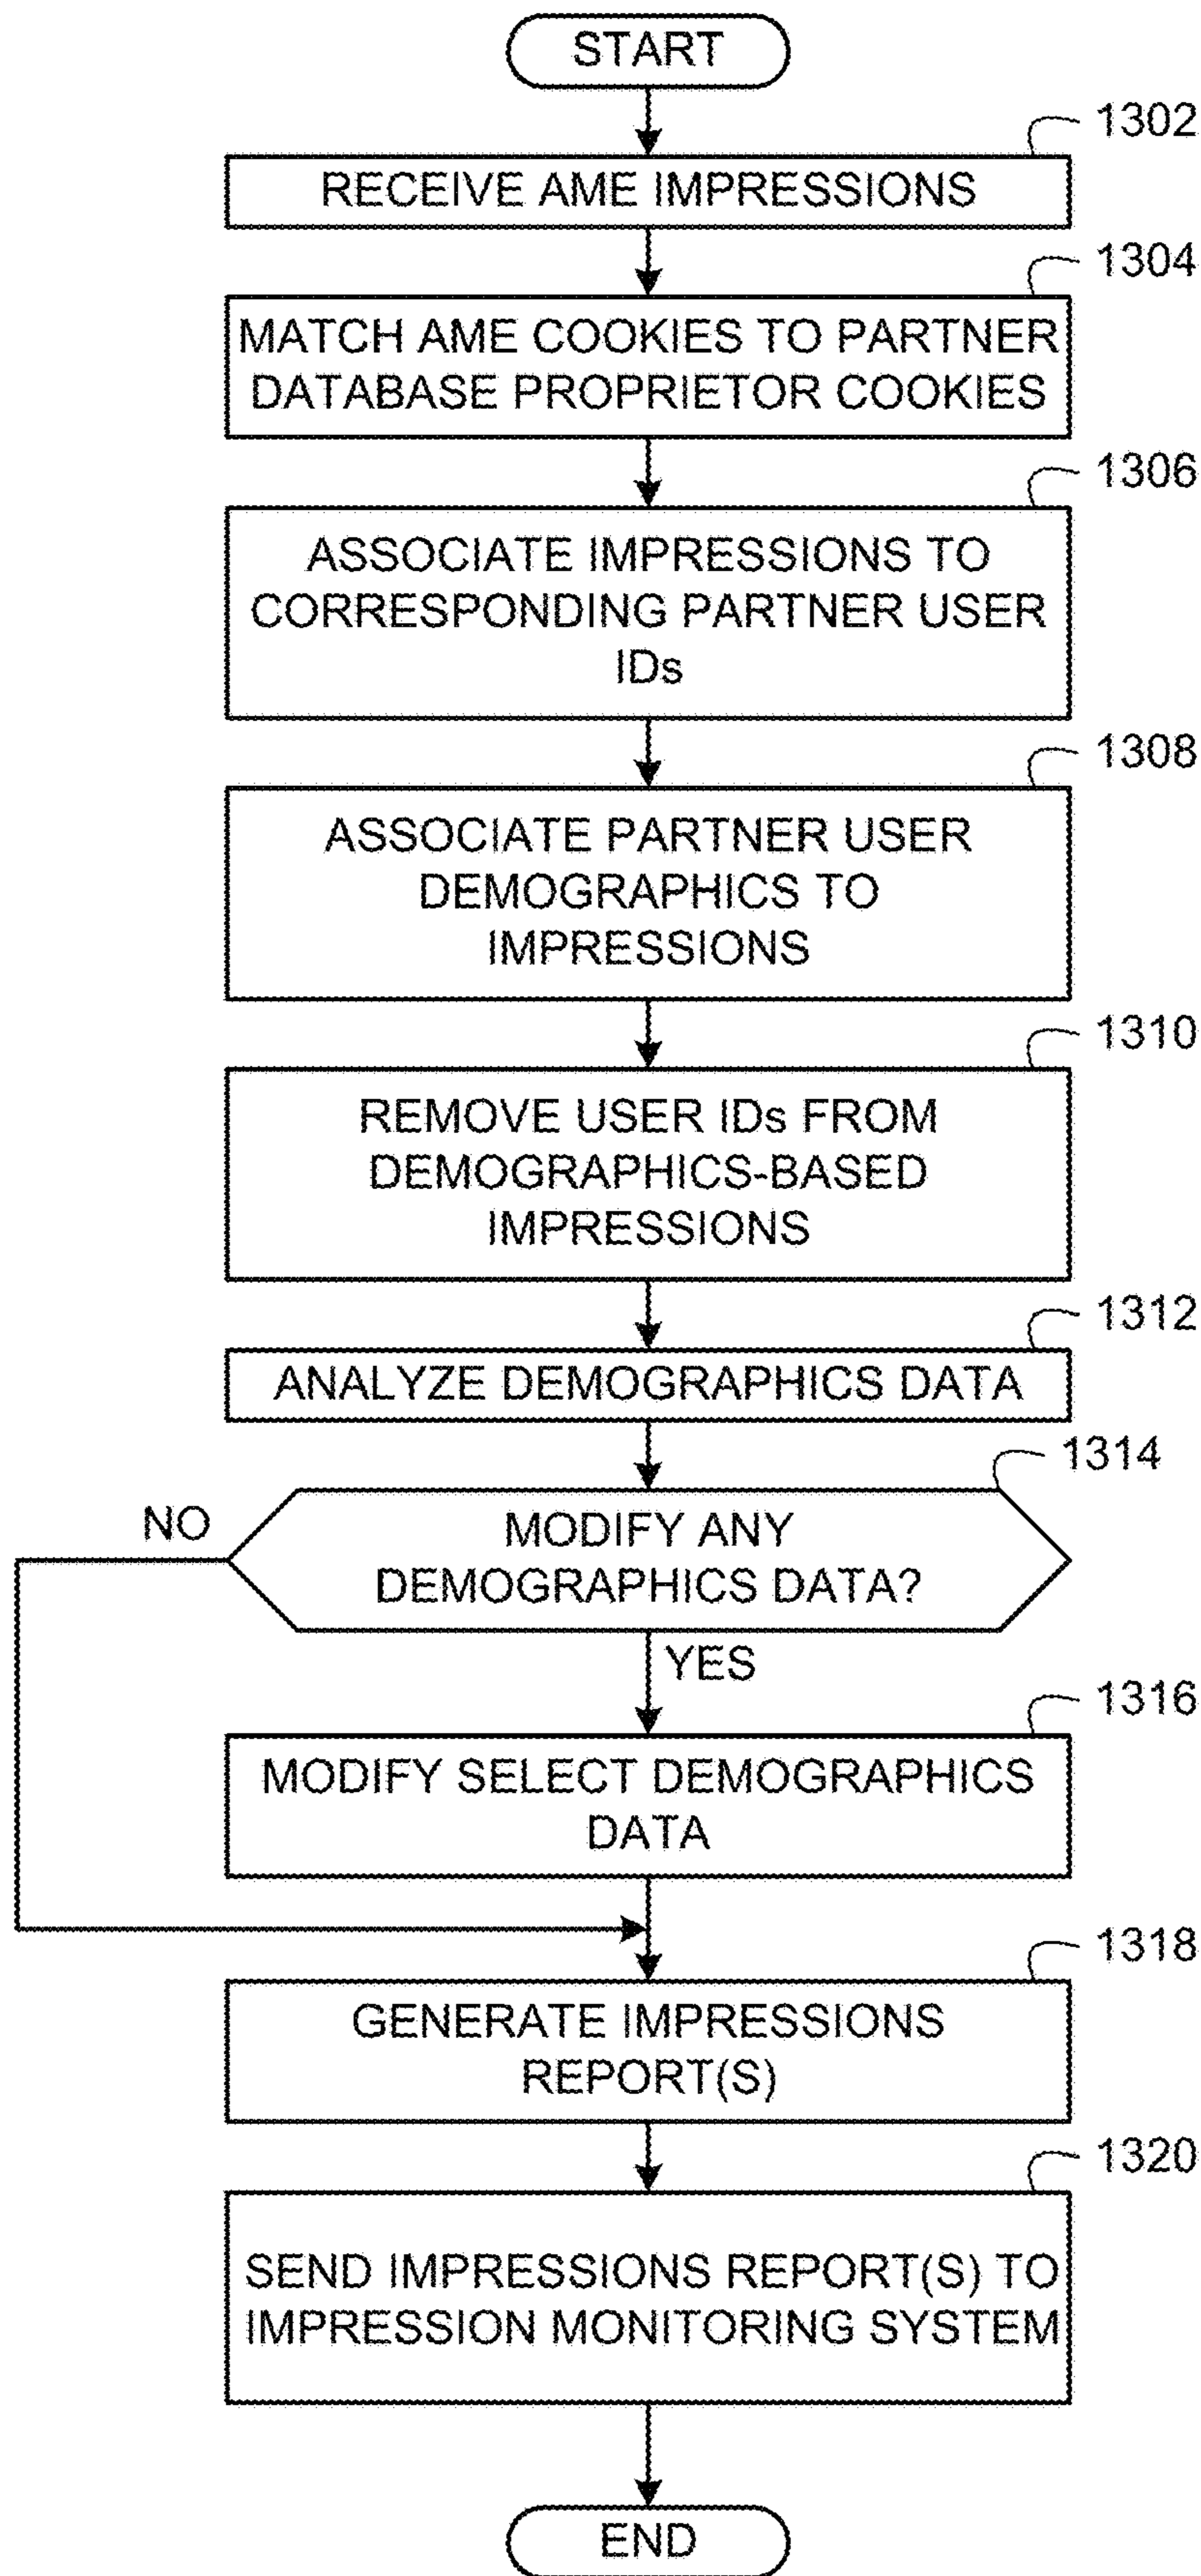 START
1302
RECEIVE AME IMPRESSIONS
1304
MATCH AME COOKIES TO PARTNER
DATABASE PROPRIETOR COOKIES
1306
ASSOCIATE IMPRESSIONS TO
CORRESPONDING PARTNER USER
IDs
1308
ASSOCIATE PARTNER USER
DEMOGRAPHICS TO
IMPRESSIONS
1310
REMOVE USER IDs FROM
DEMOGRAPHICS-BASED
IMPRESSIONS
1312
ANALYZE DEMOGRAPHICS DATA
1314
NO
MODIFY ANY
DEMOGRAPHICS DATA?
YES
1316
MODIFY SELECT DEMOGRAPHICS
DATA
1318
GENERATE IMPRESSIONS
REPORT(S)
1320
SEND IMPRESSIONS REPORT(S) TO
IMPRESSION MONITORING SYSTEM
END